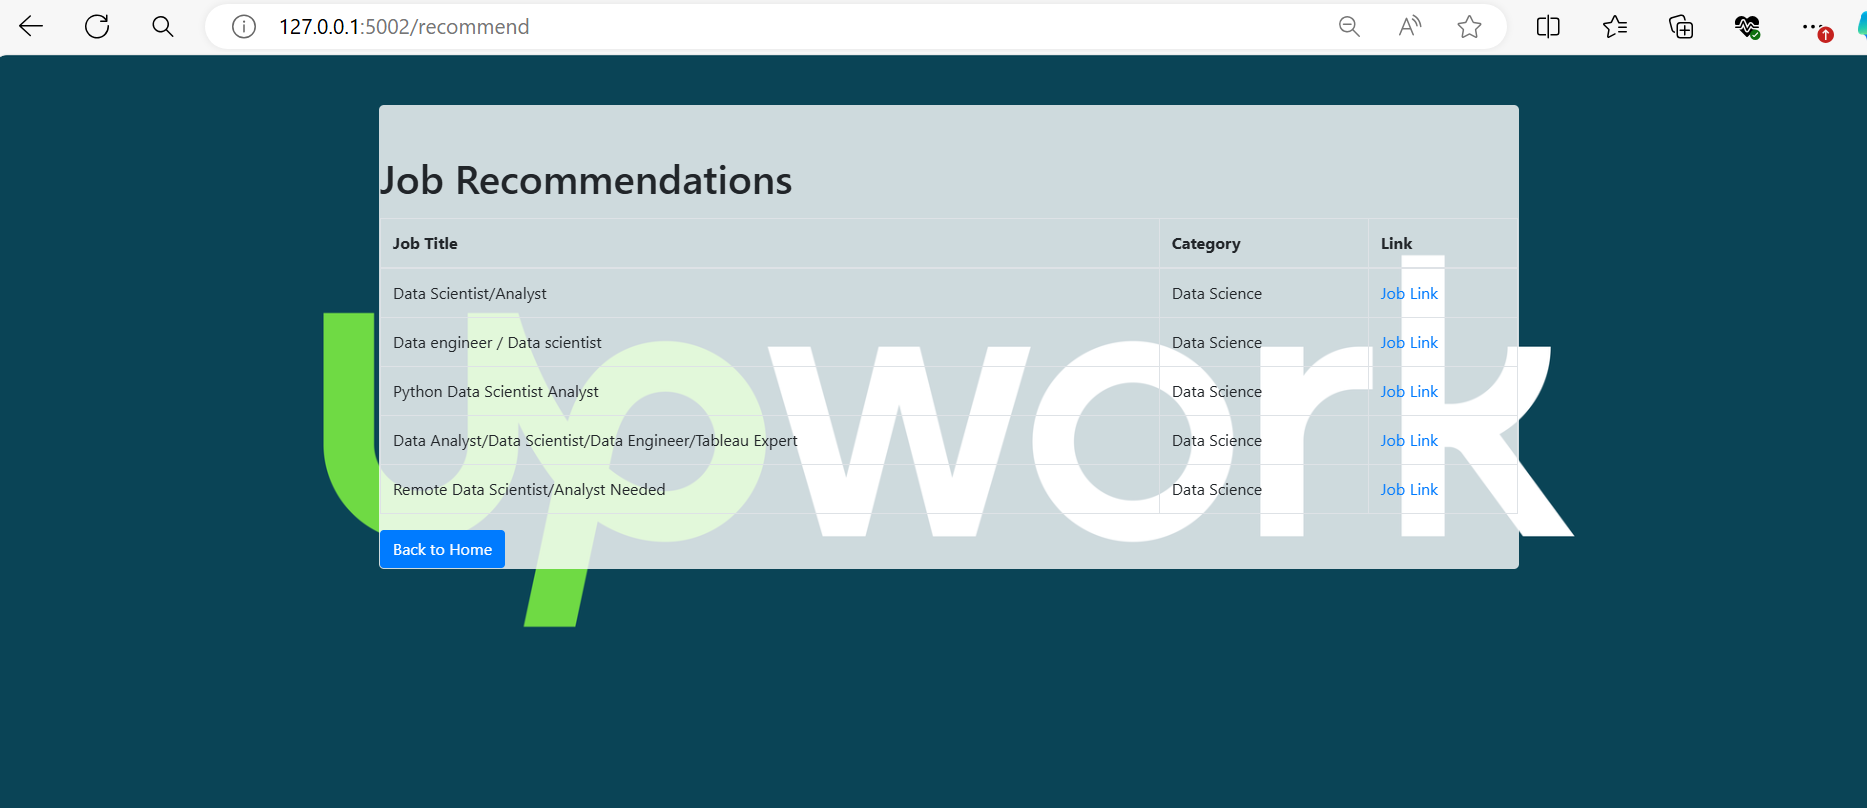 127.0.0.1:5002/recommend
Job Recommendations
Job Title Category Link
Data Scientist/Analyst Data Science Job Link
Data engineer / Data scientist Data Science Job Link
Python Data Scientist Analyst Data Science Job Link
Data Analyst/Data Scientist/Data Engineer/Tableau Expert Data Science Job Link
Remote Data Scientist/Analyst Needed Data Science Job Link
Back to Home
upwork